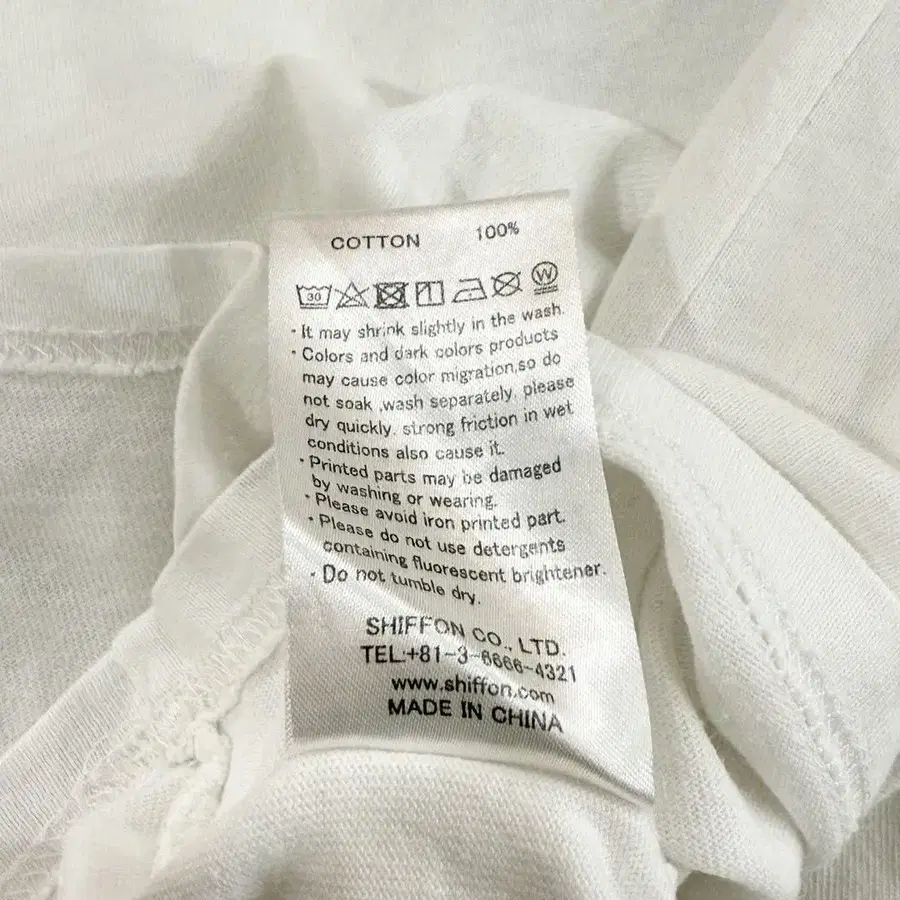 COTTON 100%
30 W
・It may shrink slightly in the wash.
・Colors and dark colors products
may cause color migration,so do
not soak ,wash separately. please
dry quickly. strong friction in wet
conditions also cause it.
・Printed parts may be damaged
by washing or wearing.
・Please avoid iron printed part.
・Please do not use detergents
containing fluorescent brightener.
・Do not tumble dry.
SHIFFON CO., LTD.
TEL:+81-3-6666-4321
www.shiffon.com
MADE IN CHINA